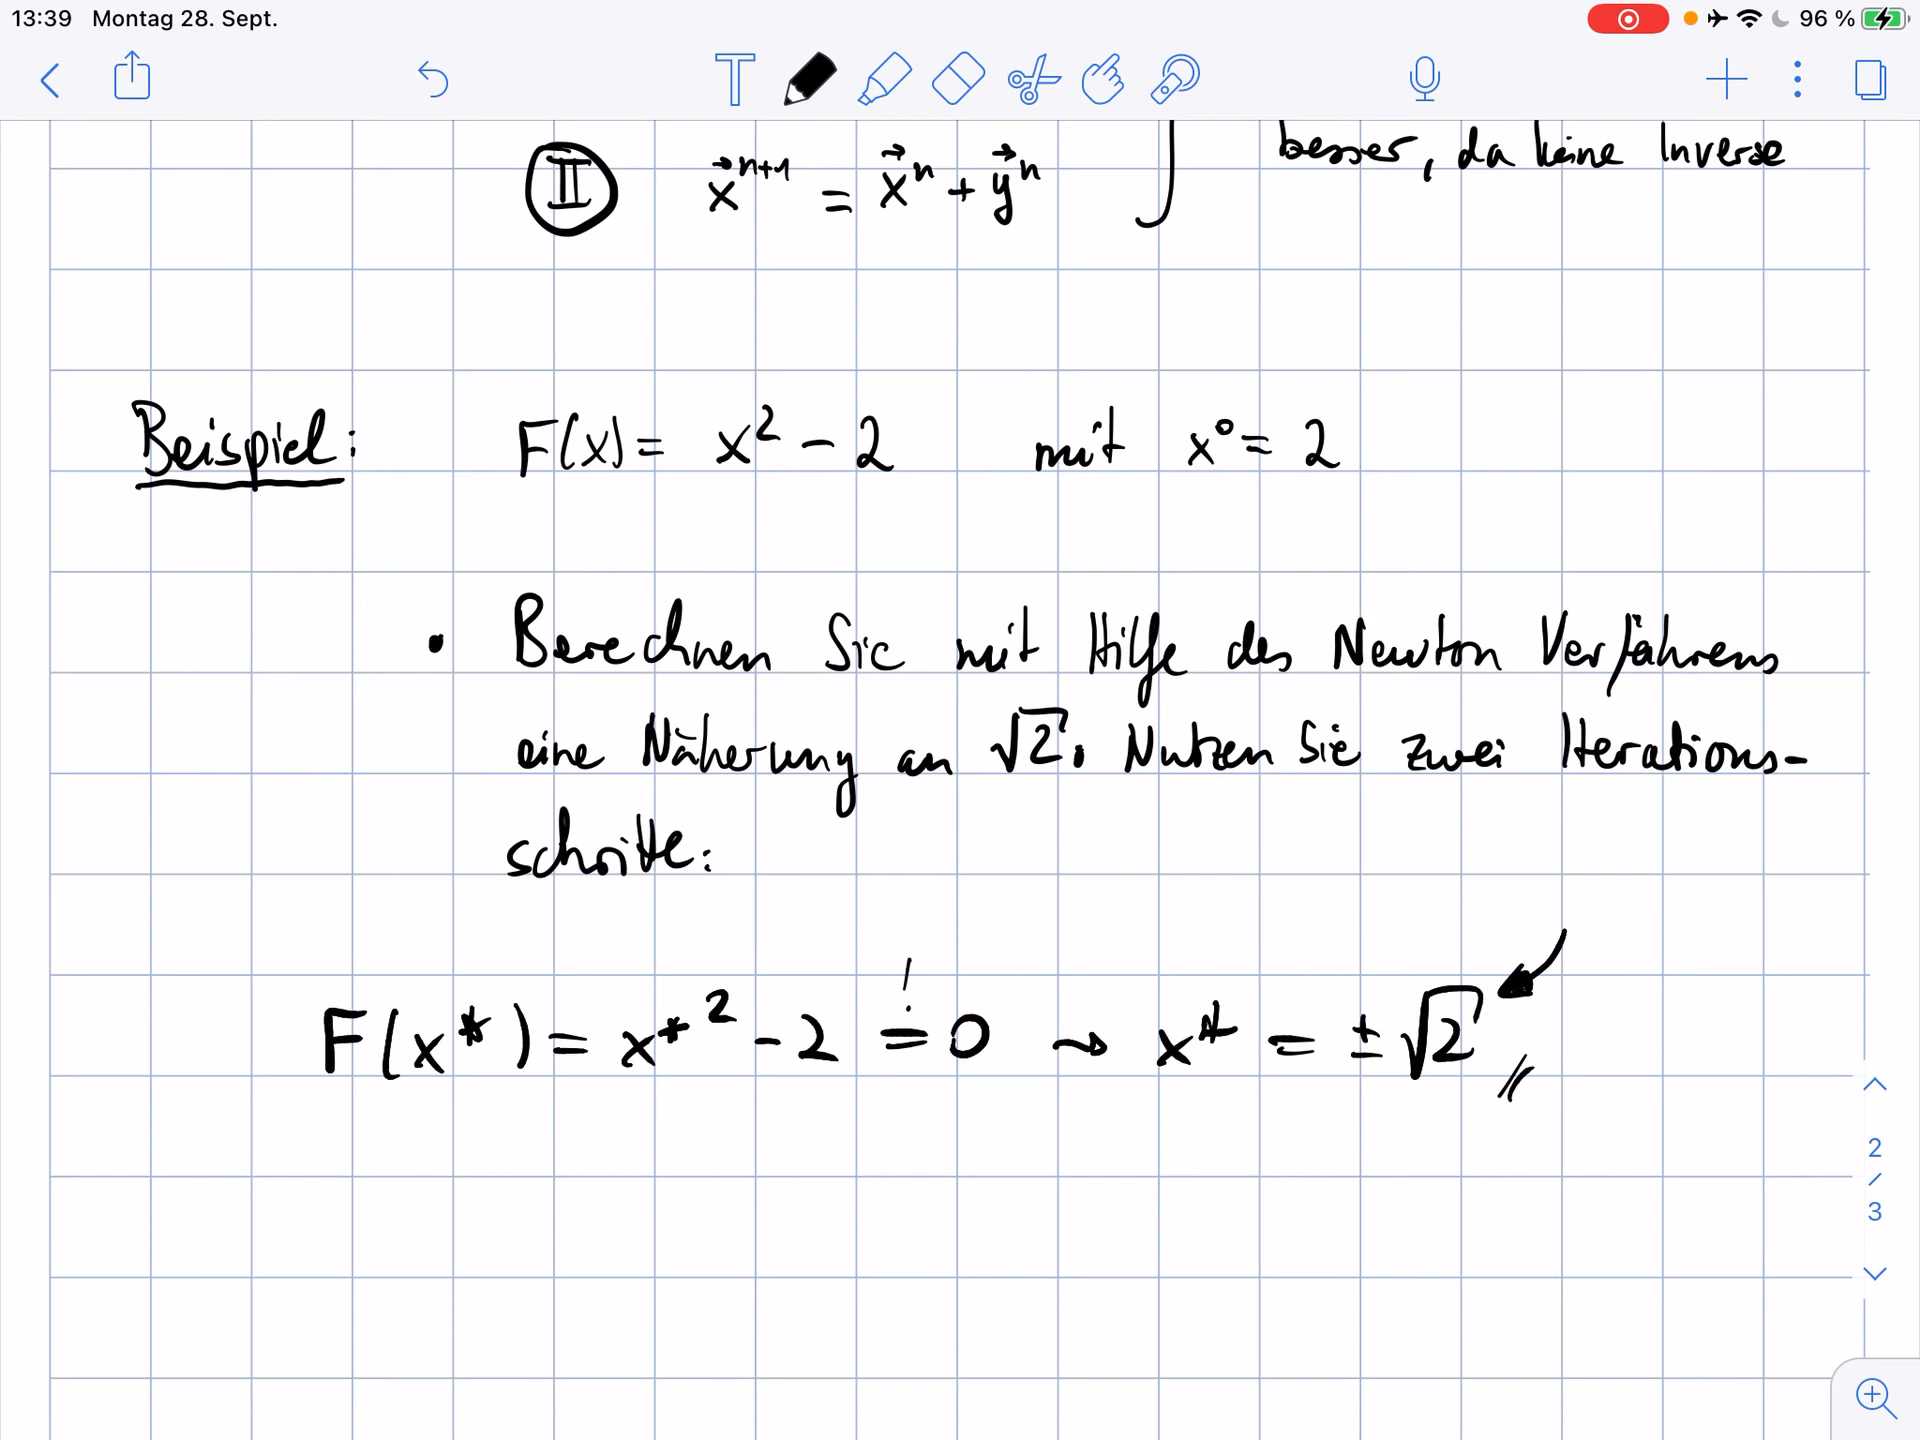 13:39 Montag 28. Sept. 96 %
T
II x⃗ⁿ⁺¹ = x⃗ⁿ + y⃗ⁿ besser, da keine Inverse
Beispiel: F(x) = x² - 2 mit x⁰ = 2
• Berechnen Sie mit Hilfe des Newton Verfahrens
eine Näherung an √2. Nutzen Sie zwei Iterations-
schritte:
F(x*) = x*² - 2 =! 0 → x* = ±√2
2
/
3